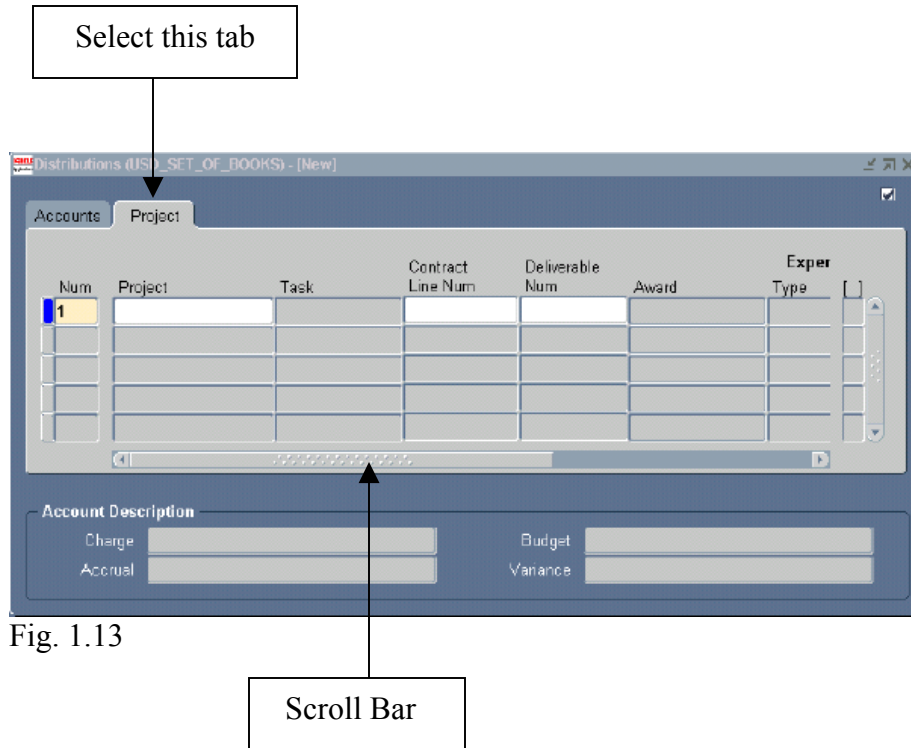 Select this tab
Distributions (USD_SET_OF_BOOKS) - [New]
Accounts Project
Contract Deliverable Exper
Num Project Task Line Num Num Award Type [ ]
1
Account Description
Charge Budget
Accrual Variance
Fig. 1.13
Scroll Bar